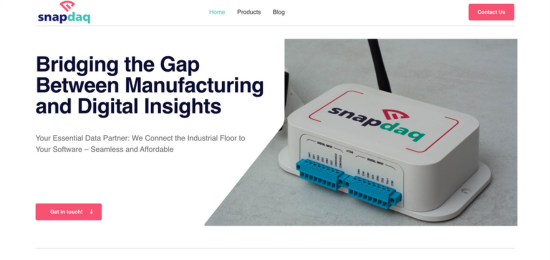 snapdaq
Home Products Blog
Contact Us
Bridging the Gap
Between Manufacturing
and Digital Insights
Your Essential Data Partner: We Connect the Industrial Floor to
Your Software – Seamless and Affordable
Get in touch!
snapdaq